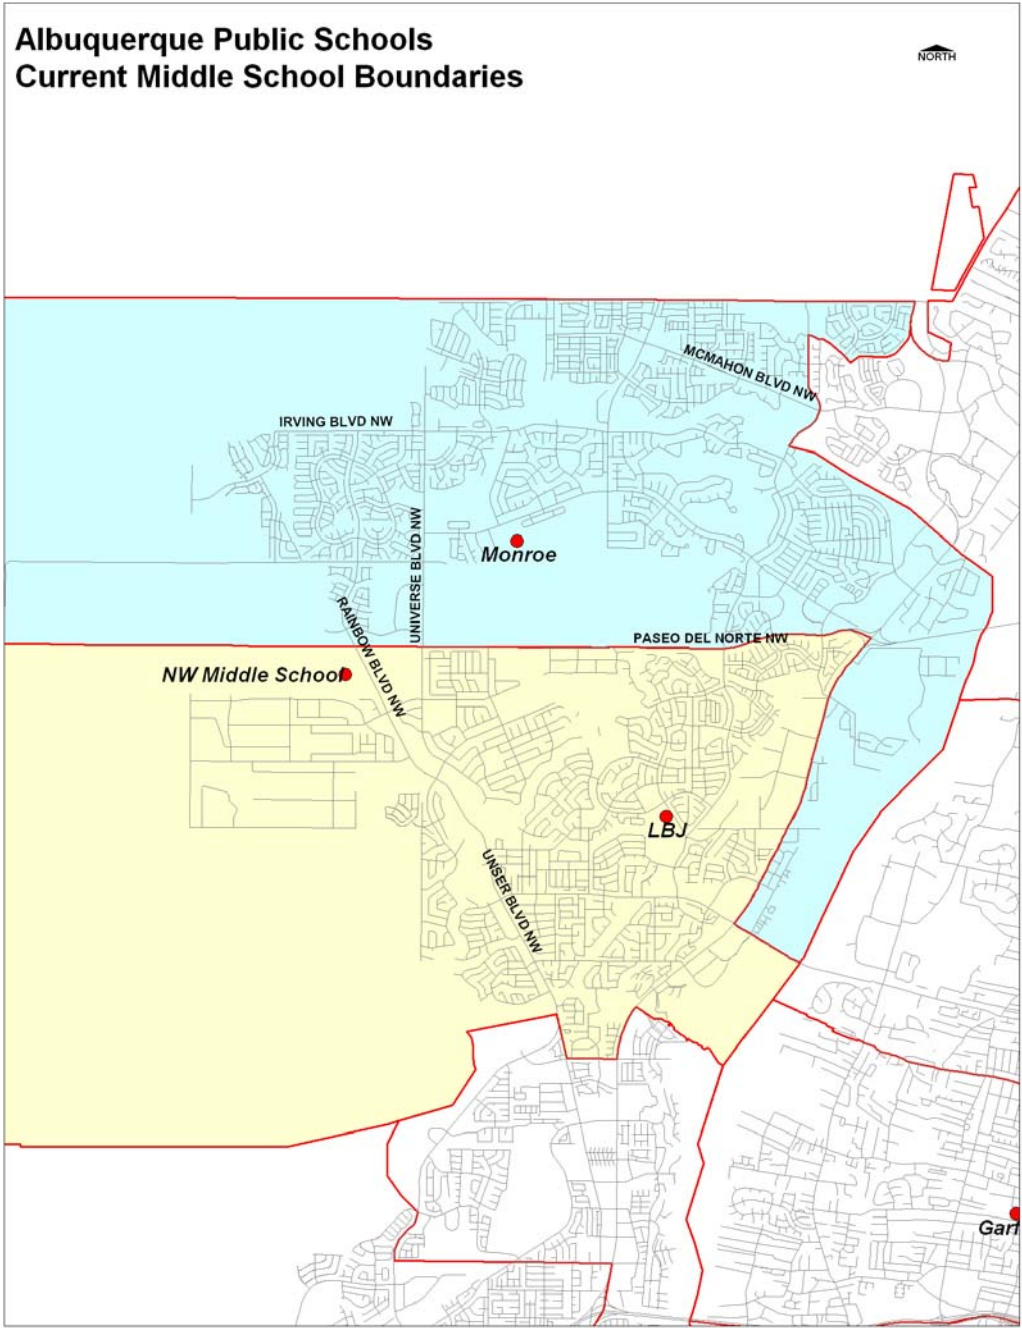 Albuquerque Public Schools
Current Middle School Boundaries
NORTH
MCMAHON BLVD NW
IRVING BLVD NW
UNIVERSE BLVD NW
Monroe
RAINBOW BLVD NW
PASEO DEL NORTE NW
NW Middle School
LBJ
UNSER BLVD NW
Garf